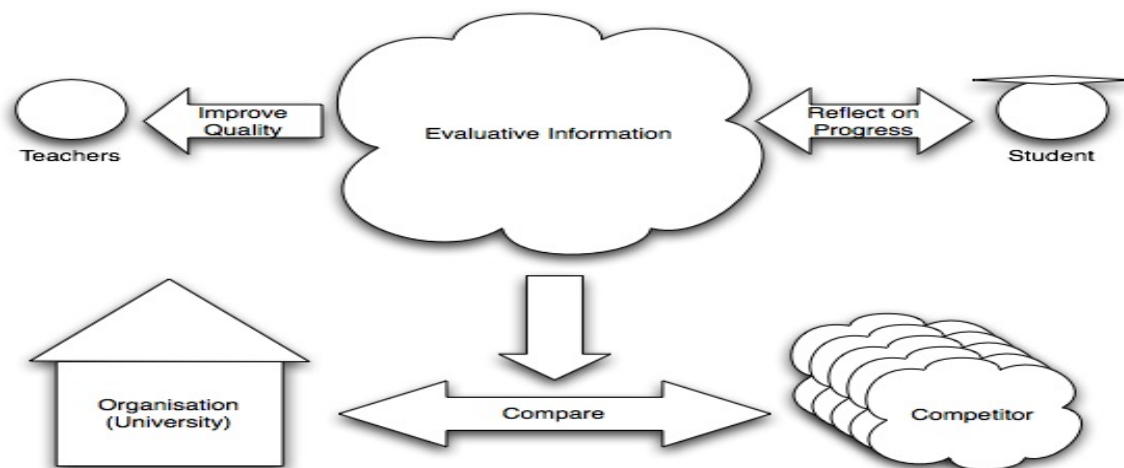 Improve
Quality
Teachers
Evaluative Information
Reflect on
Progress
Student
Organisation
(University)
Compare
Competitor